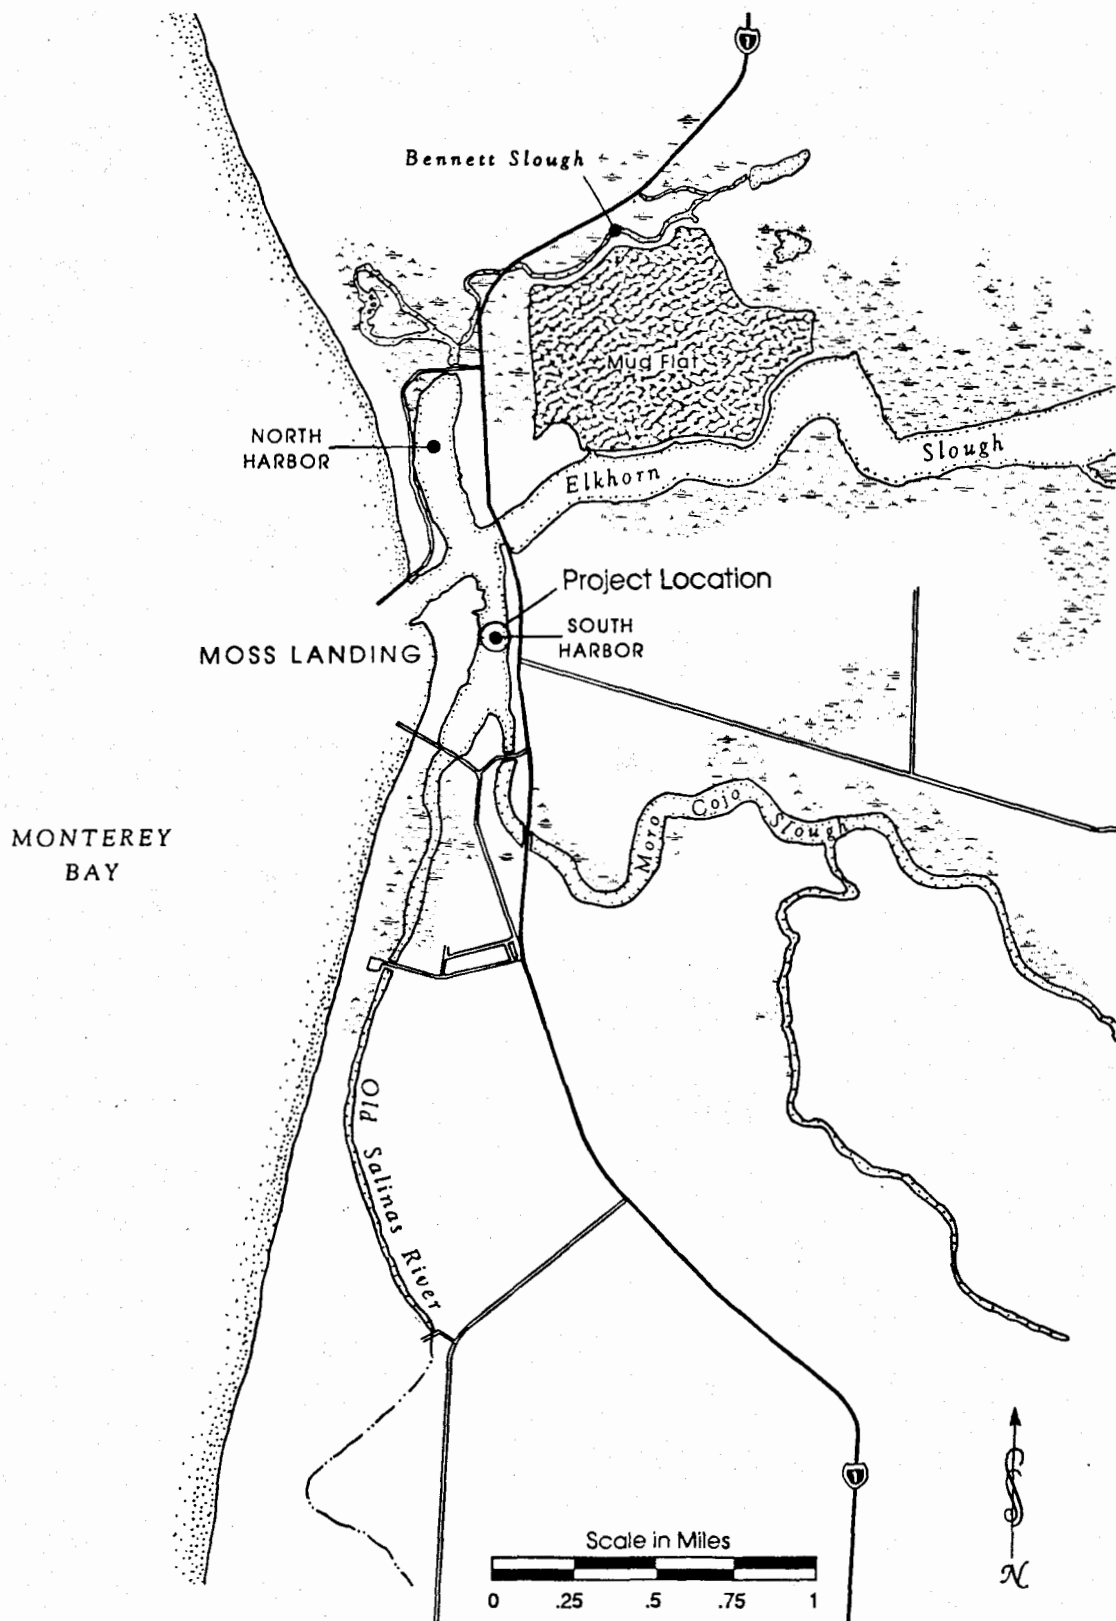 1
Bennett Slough
Mug Flat
NORTH
HARBOR
Elkhorn
Slough
Project Location
SOUTH
HARBOR
MOSS LANDING
MONTEREY
BAY
Moro Cojo Slough
Old Salinas River
1
Scale in Miles
0 .25 .5 .75 1
N